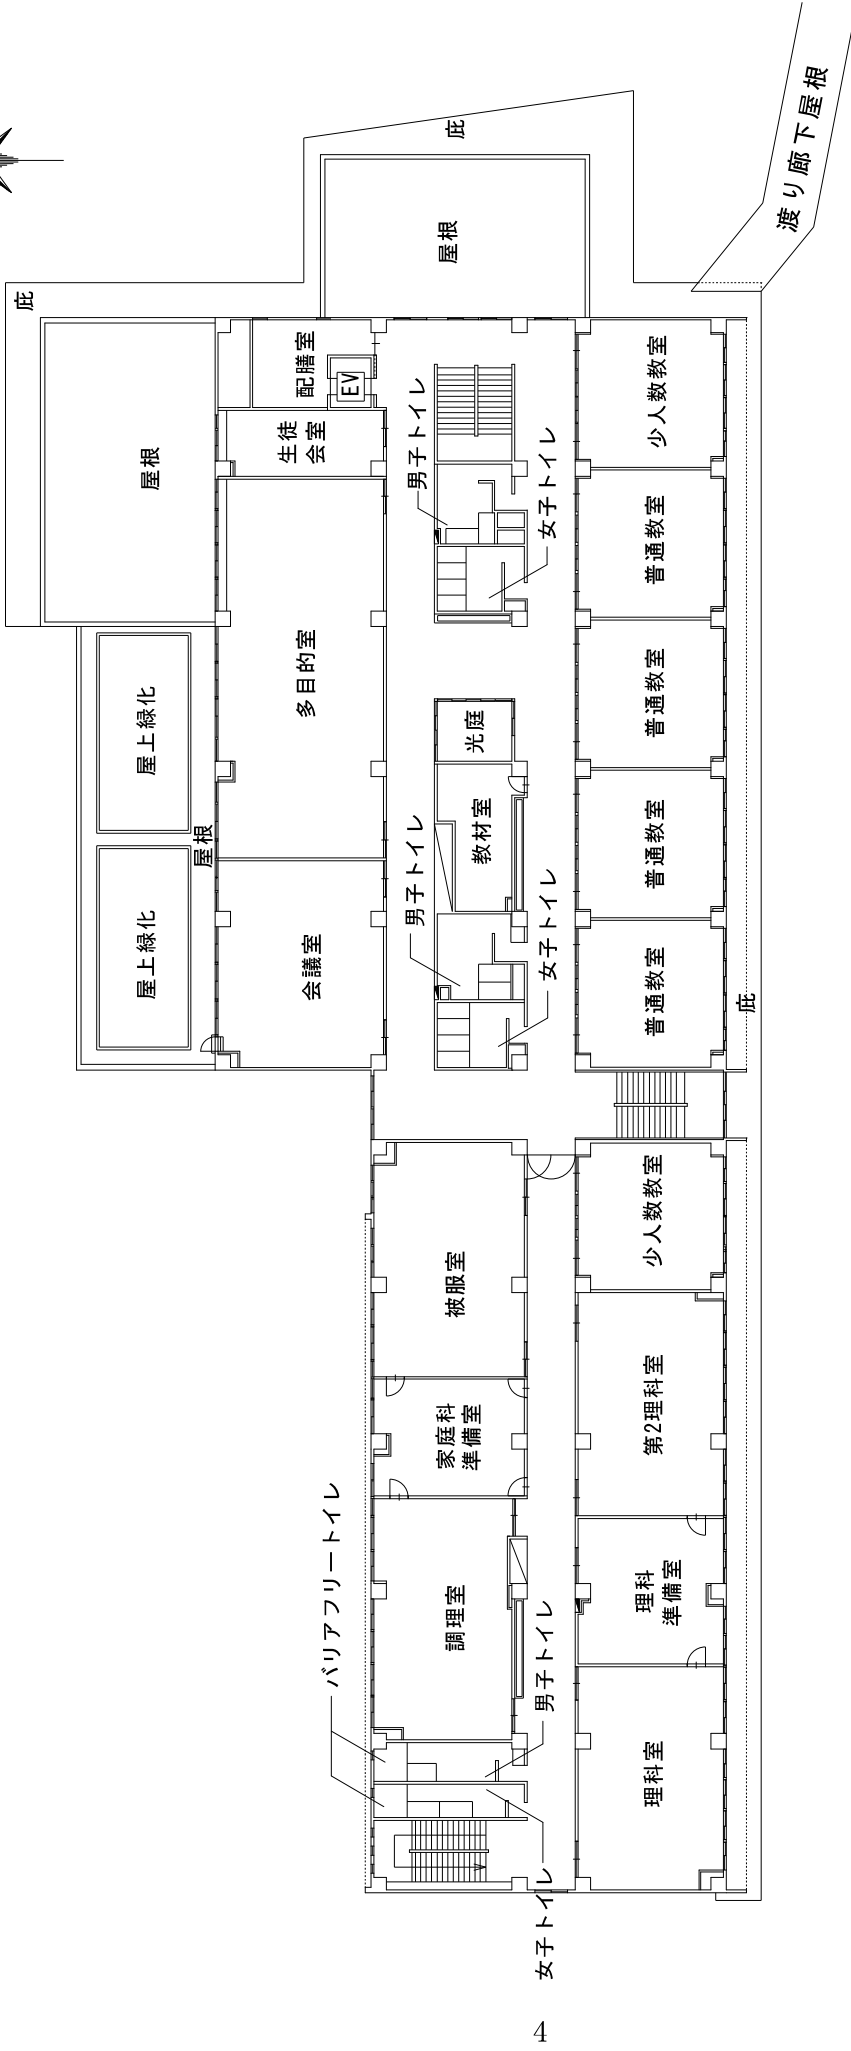 庇
渡り廊下屋根
屋根
庇
屋根
配膳室
EV
生徒
会室
男子トイレ
女子トイレ
少人数教室
普通教室
多目的室
屋上緑化
光庭
普通教室
教材室
屋根
男子トイレ
女子トイレ
普通教室
屋上緑化
会議室
普通教室
庇
少人数教室
被服室
第2理科室
家庭科
準備室
バリアフリートイレ
調理室
理科
準備室
男子トイレ
理科室
女子トイレ
4